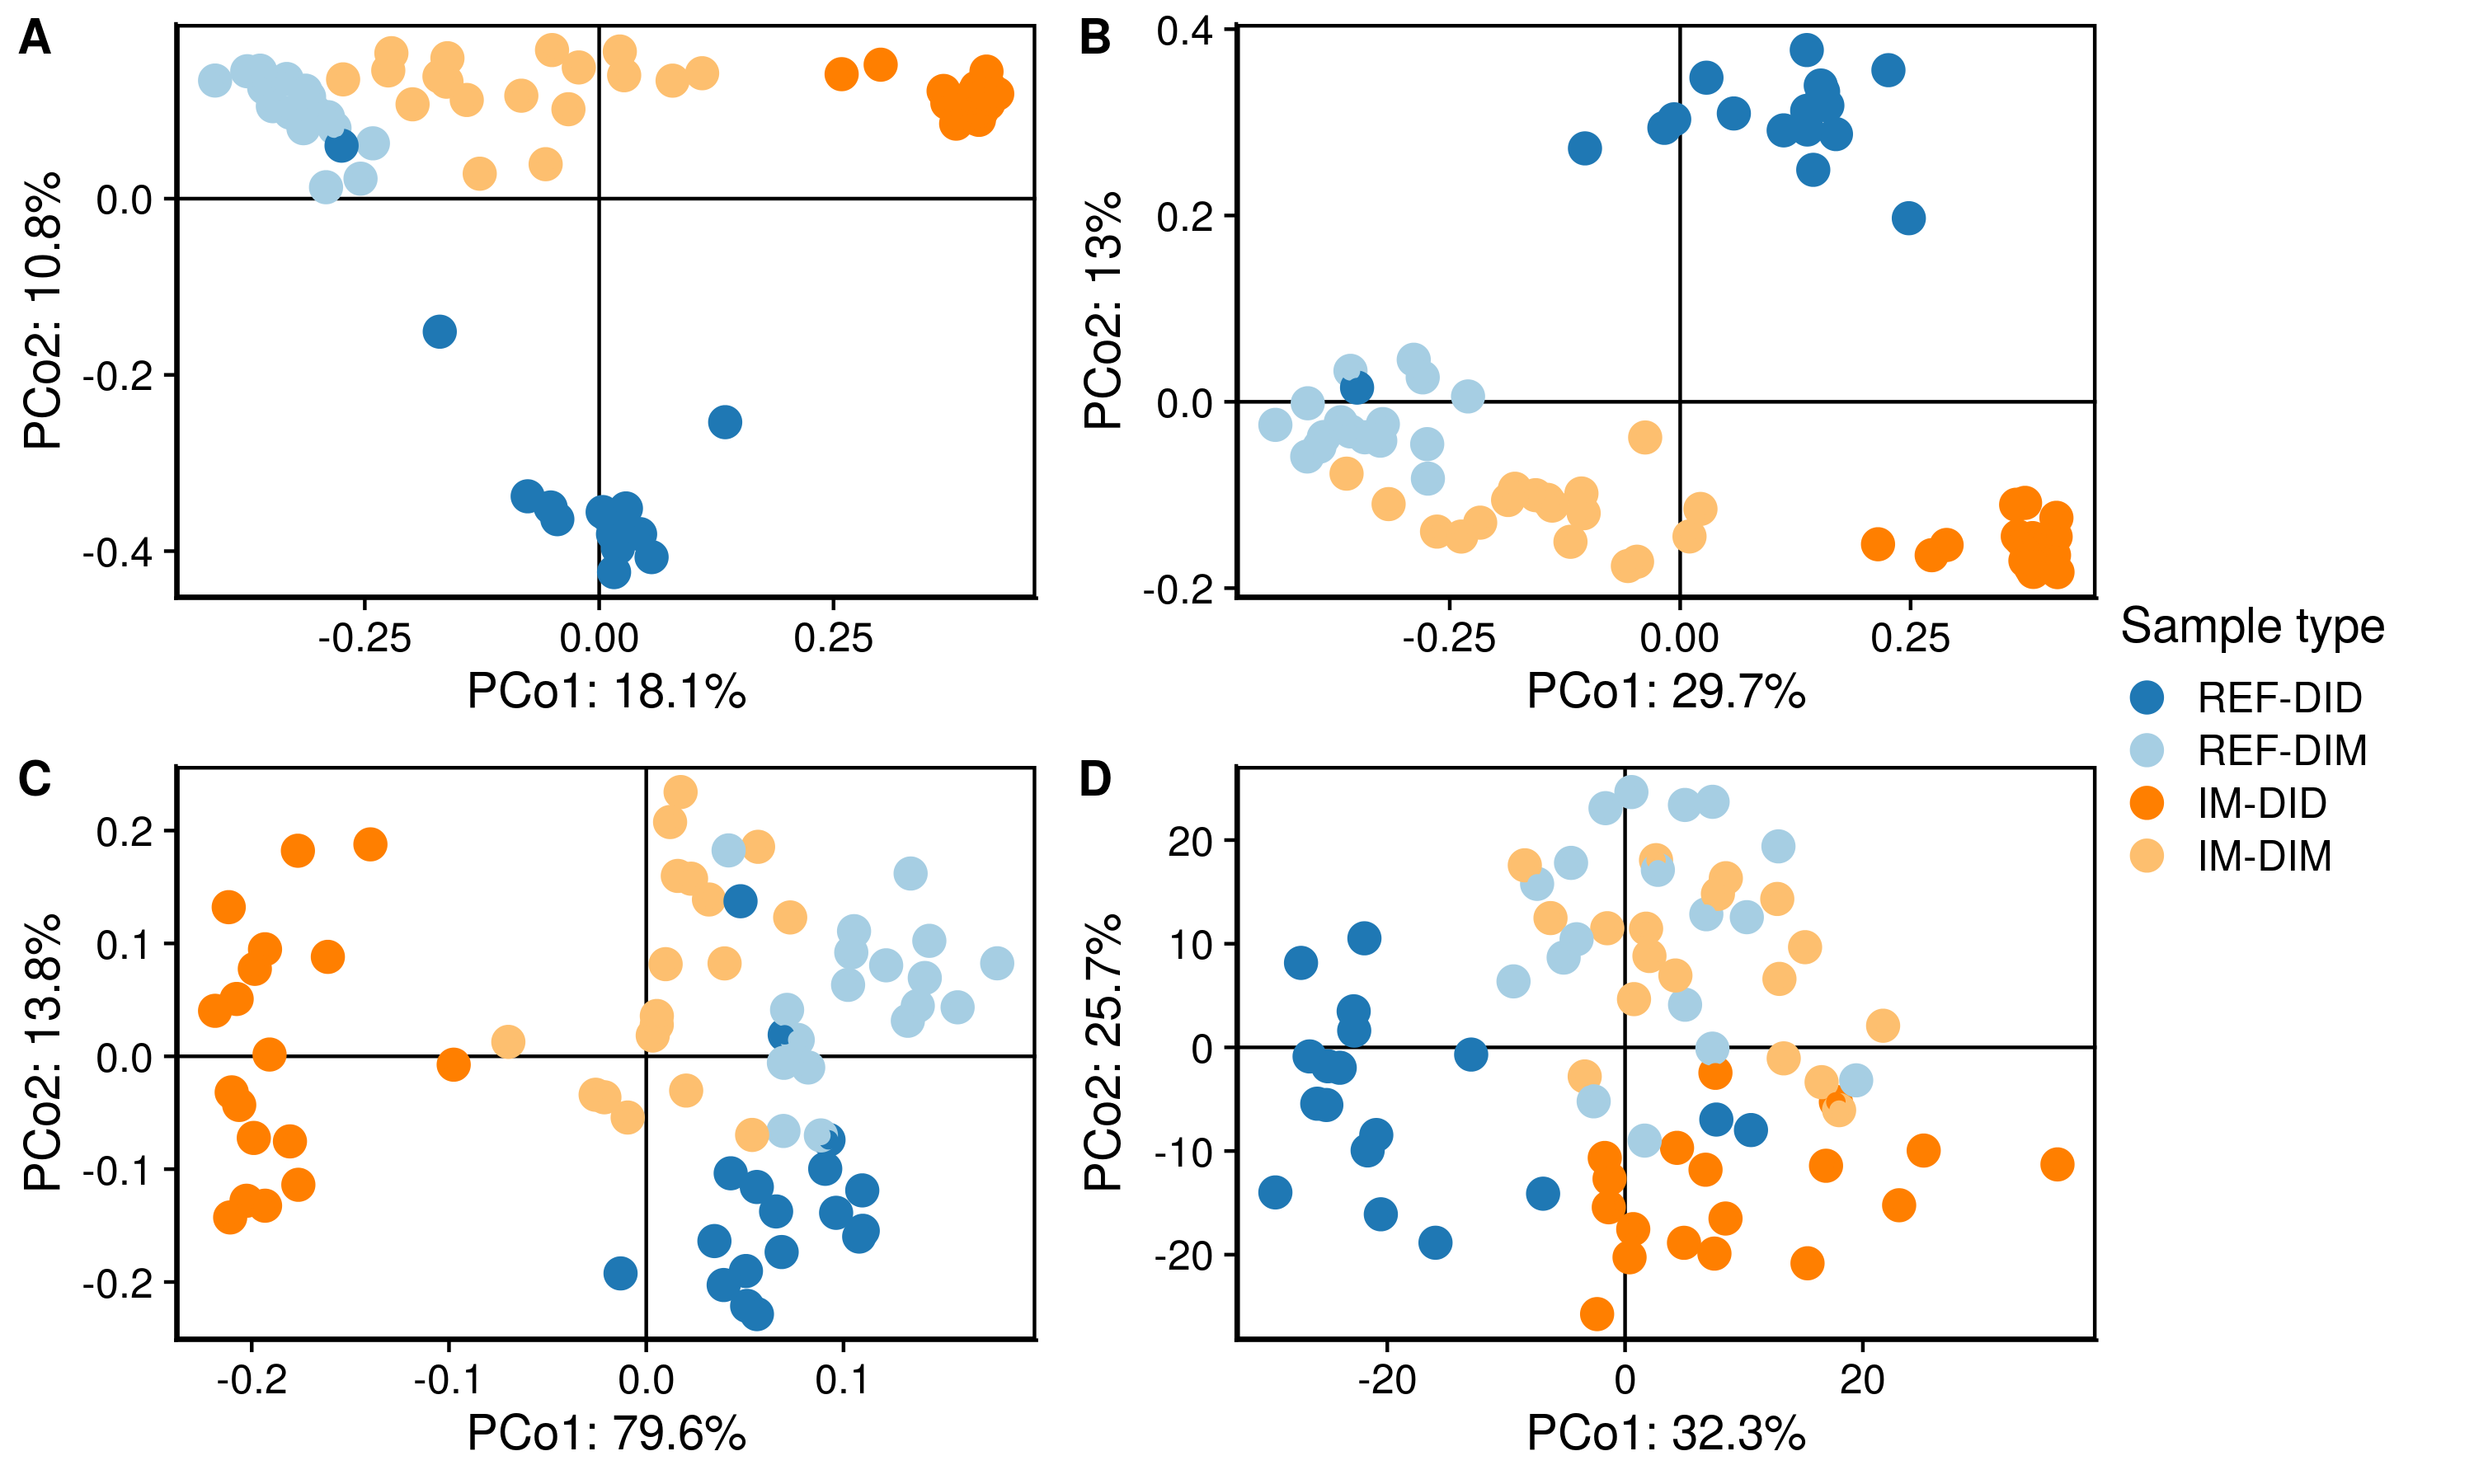 A
0.0
-0.2
-0.4
PCo2: 10.8%
-0.25 0.00 0.25
PCo1: 18.1%
B
0.4
0.2
0.0
-0.2
PCo2: 13%
-0.25 0.00 0.25
PCo1: 29.7%
Sample type
REF-DID
REF-DIM
IM-DID
IM-DIM
C
0.2
0.1
0.0
-0.1
-0.2
PCo2: 13.8%
-0.2 -0.1 0.0 0.1
PCo1: 79.6%
D
20
10
0
-10
-20
PCo2: 25.7%
-20 0 20
PCo1: 32.3%